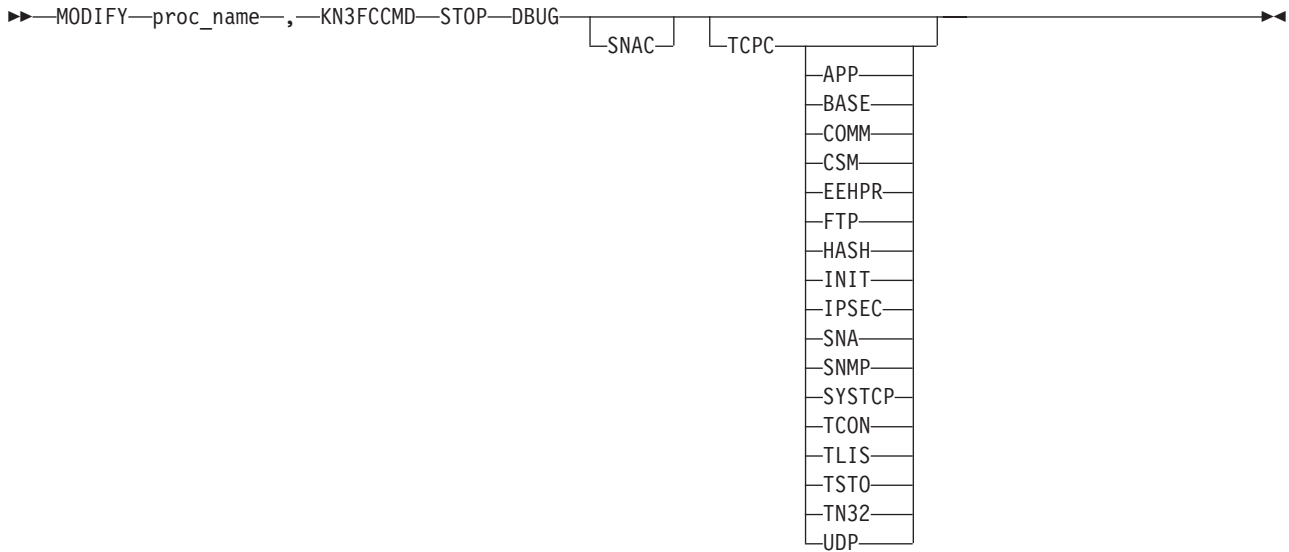 MODIFY proc_name , KN3FCCMD STOP DBUG
SNAC TCPC
APP
BASE
COMM
CSM
EEHPR
FTP
HASH
INIT
IPSEC
SNA
SNMP
SYSTCP
TCON
TLIS
TSTO
TN32
UDP